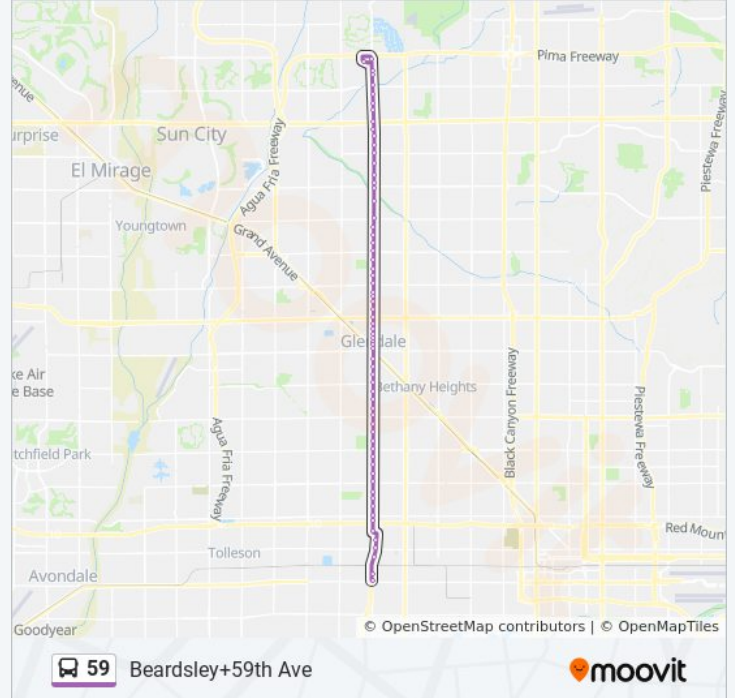 Pima Freeway
enue
urprise
Sun City
Agua Fria Freeway
Piestewa Freeway
El Mirage
Youngtown
Grand Avenue
Glendale
ke Air
e Base
Bethany Heights
Black Canyon Freeway
Piestewa Freeway
Agua Fria Freeway
tchfield Park
Red Moun
Tolleson
Avondale
Goodyear
© OpenStreetMap contributors | © OpenMapTiles
59 Beardsley+59th Ave
moovit